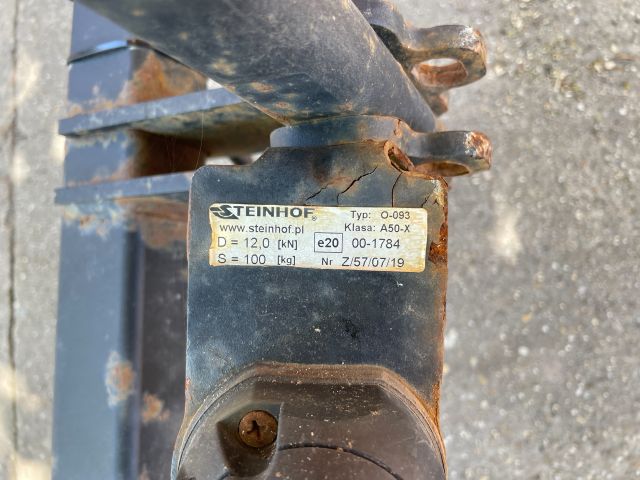 STEINHOF® Typ: O-093
www.steinhof.pl Klasa: A50-X
D = 12,0 [kN] e20 00-1784
S = 100 [kg] Nr Z/57/07/19